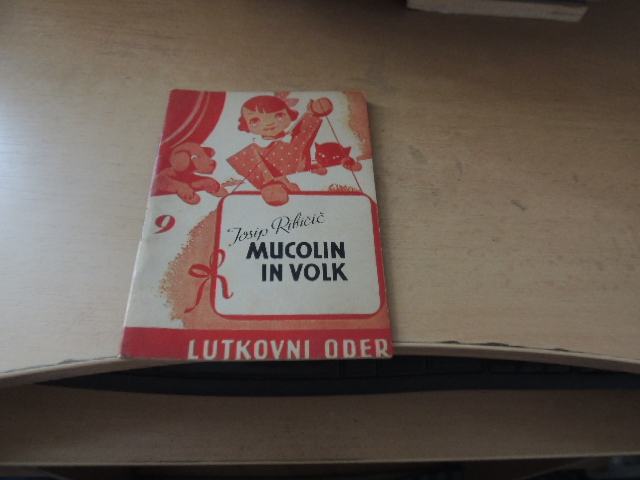 9
Josip Ribičič
MUCOLIN
IN VOLK
LUTKOVNI ODER